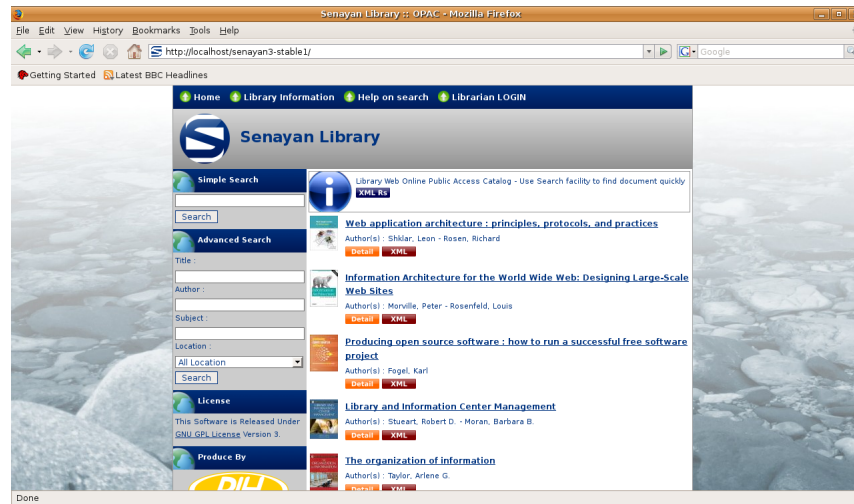 Senayan Library :: OPAC - Mozilla Firefox
File Edit View History Bookmarks Tools Help
http://localhost/senayan3-stable1/
Google
Getting Started Latest BBC Headlines
Home Library Information Help on search Librarian LOGIN
Senayan Library
Simple Search
Search
Advanced Search
Title :
Author :
Subject :
Location :
All Location
Search
License
This Software is Released Under
GNU GPL License Version 3.
Produce By
Library Web Online Public Access Catalog - Use Search facility to find document quickly
XML Rs
Web application architecture : principles, protocols, and practices
Author(s) : Shklar, Leon - Rosen, Richard
Detail XML
Information Architecture for the World Wide Web: Designing Large-Scale
Web Sites
Author(s) : Morville, Peter - Rosenfeld, Louis
Detail XML
Producing open source software : how to run a successful free software
project
Author(s) : Fogel, Karl
Detail XML
Library and Information Center Management
Author(s) : Stueart, Robert D. - Moran, Barbara B.
Detail XML
The organization of information
Author(s) : Taylor, Arlene G.
Detail XML
Done